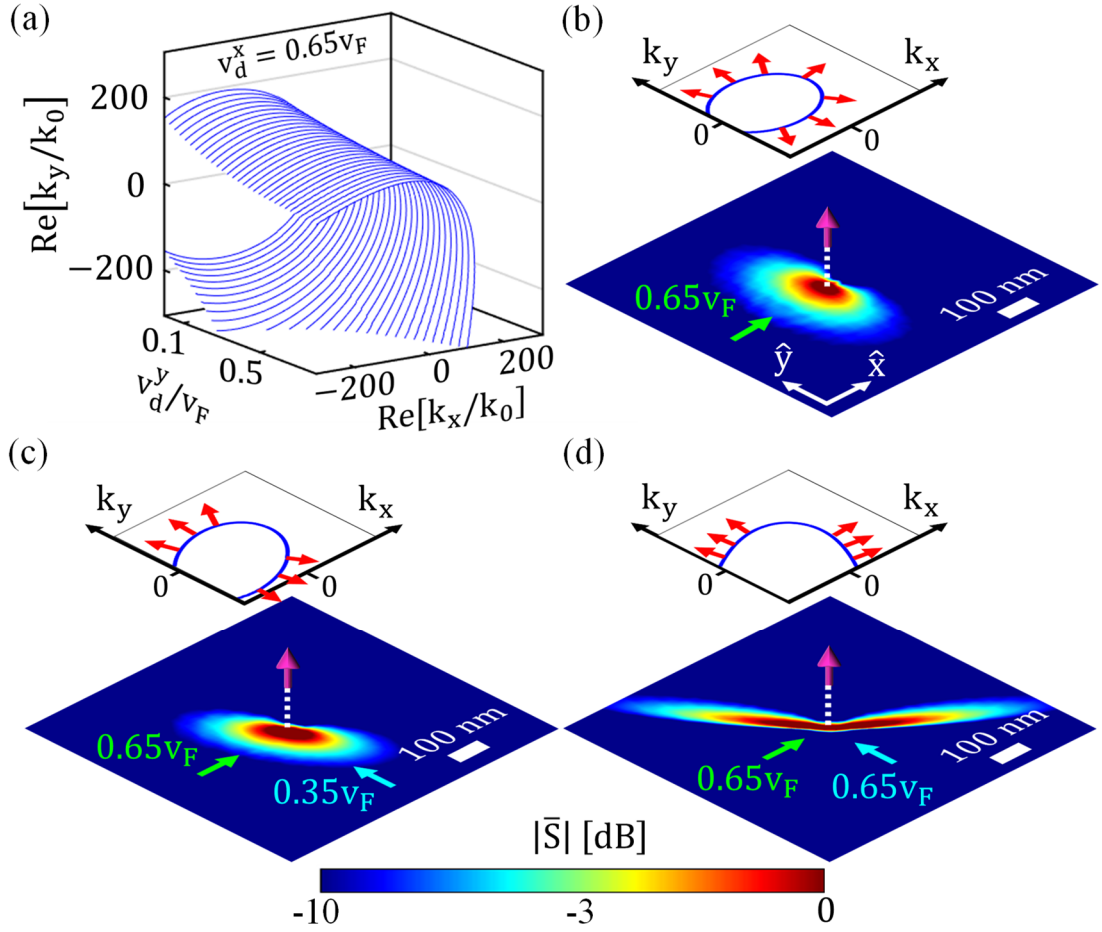 (a)
v_d^x = 0.65v_F
Re[k_y/k_0]
200
0
−200
0.1
0.5
v_d^y/v_F
−200
0
200
Re[k_x/k_0]
(b)
k_y
k_x
0
0
0.65v_F
100 nm
ŷ
x̂
(c)
k_y
k_x
0
0
0.65v_F
0.35v_F
100 nm
(d)
k_y
k_x
0
0
0.65v_F
0.65v_F
100 nm
|S̄| [dB]
-10
-3
0